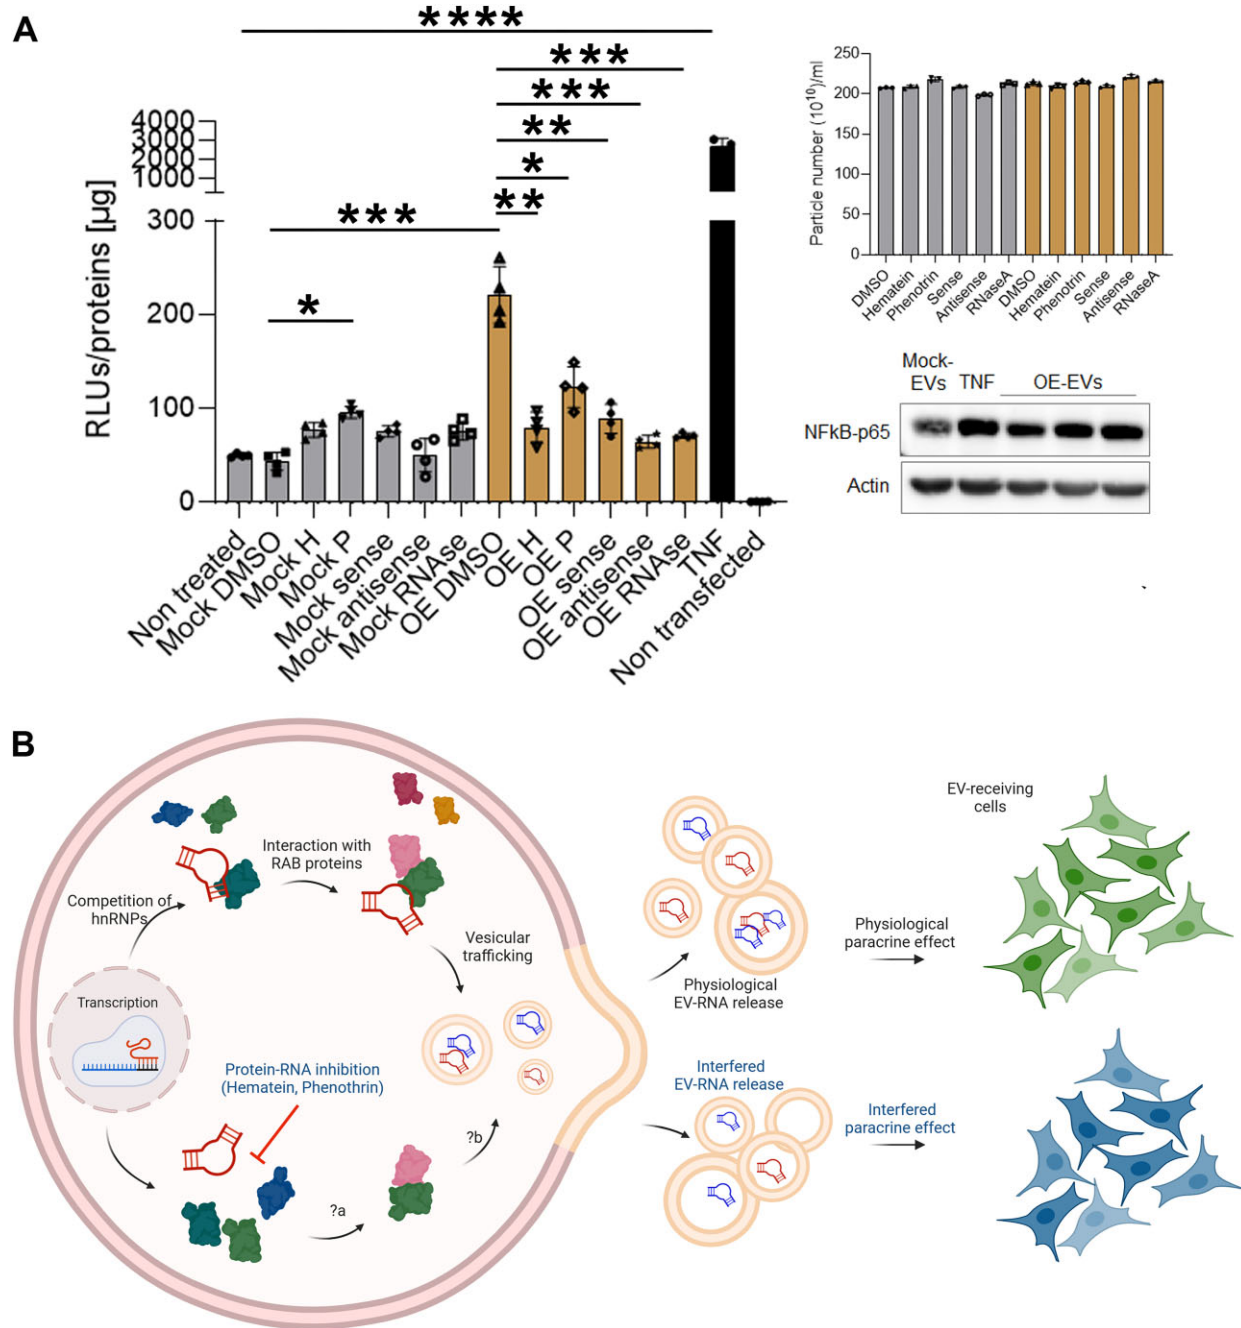 A
****
***
***
**
*
**
***
*
RLUs/proteins [µg]
4000
3000
2000
1000
300
200
100
0
Non treated
Mock DMSO
Mock H
Mock P
Mock sense
Mock antisense
Mock RNAse
OE DMSO
OE H
OE P
OE sense
OE antisense
OE RNAse
TNF
Non transfected
Particle number (10¹⁰)/ml
250
200
150
100
50
0
DMSO
Hematein
Phenotrin
Sense
Antisense
RNaseA
DMSO
Hematein
Phenotrin
Sense
Antisense
RNaseA
Mock-
EVs
TNF
OE-EVs
NFkB-p65
Actin
B
Transcription
Competition of
hnRNPs
Interaction with
RAB proteins
Vesicular
trafficking
Protein-RNA inhibition
(Hematein, Phenothrin)
?a
?b
Physiological
EV-RNA release
Interfered
EV-RNA release
Physiological
paracrine effect
Interfered
paracrine effect
EV-receiving
cells